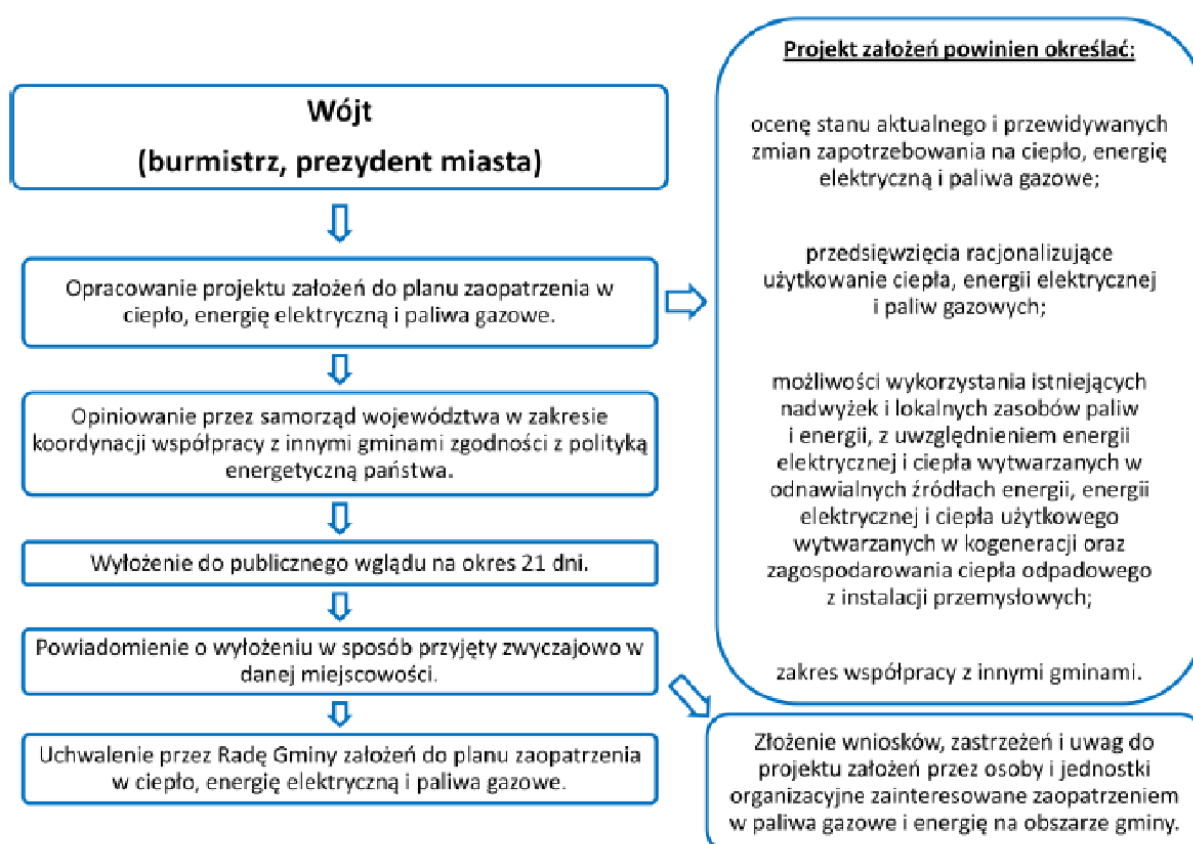 Wójt
(burmistrz, prezydent miasta)
Opracowanie projektu założeń do planu zaopatrzenia w
ciepło, energię elektryczną i paliwa gazowe.
Opiniowanie przez samorząd województwa w zakresie
koordynacji współpracy z innymi gminami zgodności z polityką
energetyczną państwa.
Wyłożenie do publicznego wglądu na okres 21 dni.
Powiadomienie o wyłożeniu w sposób przyjęty zwyczajowo w
danej miejscowości.
Uchwalenie przez Radę Gminy założeń do planu zaopatrzenia
w ciepło, energię elektryczną i paliwa gazowe.
Projekt założeń powinien określać:
ocenę stanu aktualnego i przewidywanych
zmian zapotrzebowania na ciepło, energię
elektryczną i paliwa gazowe;
przedsięwzięcia racjonalizujące
użytkowanie ciepła, energii elektrycznej
i paliw gazowych;
możliwości wykorzystania istniejących
nadwyżek i lokalnych zasobów paliw
i energii, z uwzględnieniem energii
elektrycznej i ciepła wytwarzanych w
odnawialnych źródłach energii, energii
elektrycznej i ciepła użytkowego
wytwarzanych w kogeneracji oraz
zagospodarowania ciepła odpadowego
z instalacji przemysłowych;
zakres współpracy z innymi gminami.
Złożenie wniosków, zastrzeżeń i uwag do
projektu założeń przez osoby i jednostki
organizacyjne zainteresowane zaopatrzeniem
w paliwa gazowe i energię na obszarze gminy.